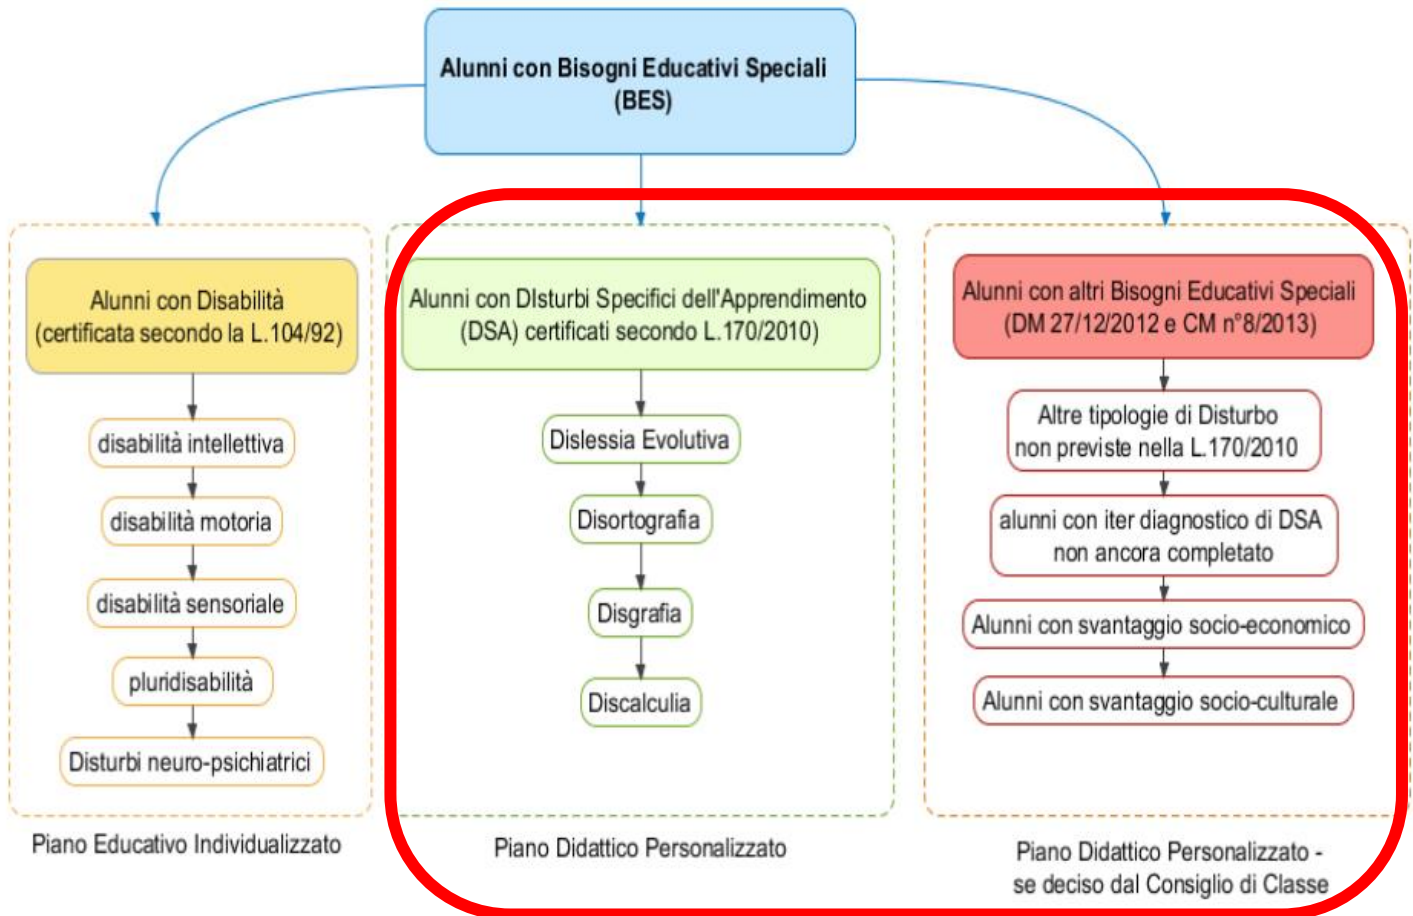 Alunni con Bisogni Educativi Speciali
(BES)
Alunni con Disabilità
(certificata secondo la L.104/92)
disabilità intellettiva
disabilità motoria
disabilità sensoriale
pluridisabilità
Disturbi neuro-psichiatrici
Piano Educativo Individualizzato
Alunni con DIsturbi Specifici dell'Apprendimento
(DSA) certificati secondo L.170/2010)
Dislessia Evolutiva
Disortografia
Disgrafia
Discalculia
Piano Didattico Personalizzato
Alunni con altri Bisogni Educativi Speciali
(DM 27/12/2012 e CM n°8/2013)
Altre tipologie di Disturbo
non previste nella L.170/2010
alunni con iter diagnostico di DSA
non ancora completato
Alunni con svantaggio socio-economico
Alunni con svantaggio socio-culturale
Piano Didattico Personalizzato -
se deciso dal Consiglio di Classe